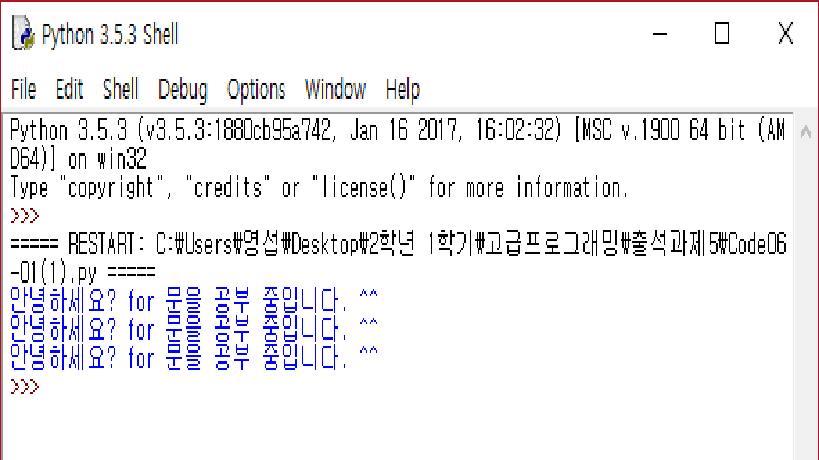 Python 3.5.3 Shell
File Edit Shell Debug Options Window Help
Python 3.5.3 (v3.5.3:1880cb95a742, Jan 16 2017, 16:02:32) [MSC v.1900 64 bit (AM
D64)] on win32
Type "copyright", "credits" or "license()" for more information.
>>>
===== RESTART: C:₩Users₩영섭₩Desktop₩2학년 1학기₩고급프로그래밍₩출석과제5₩Code06
-01(1).py =====
안녕하세요? for 문을 공부 중입니다. ^^
안녕하세요? for 문을 공부 중입니다. ^^
안녕하세요? for 문을 공부 중입니다. ^^
>>>